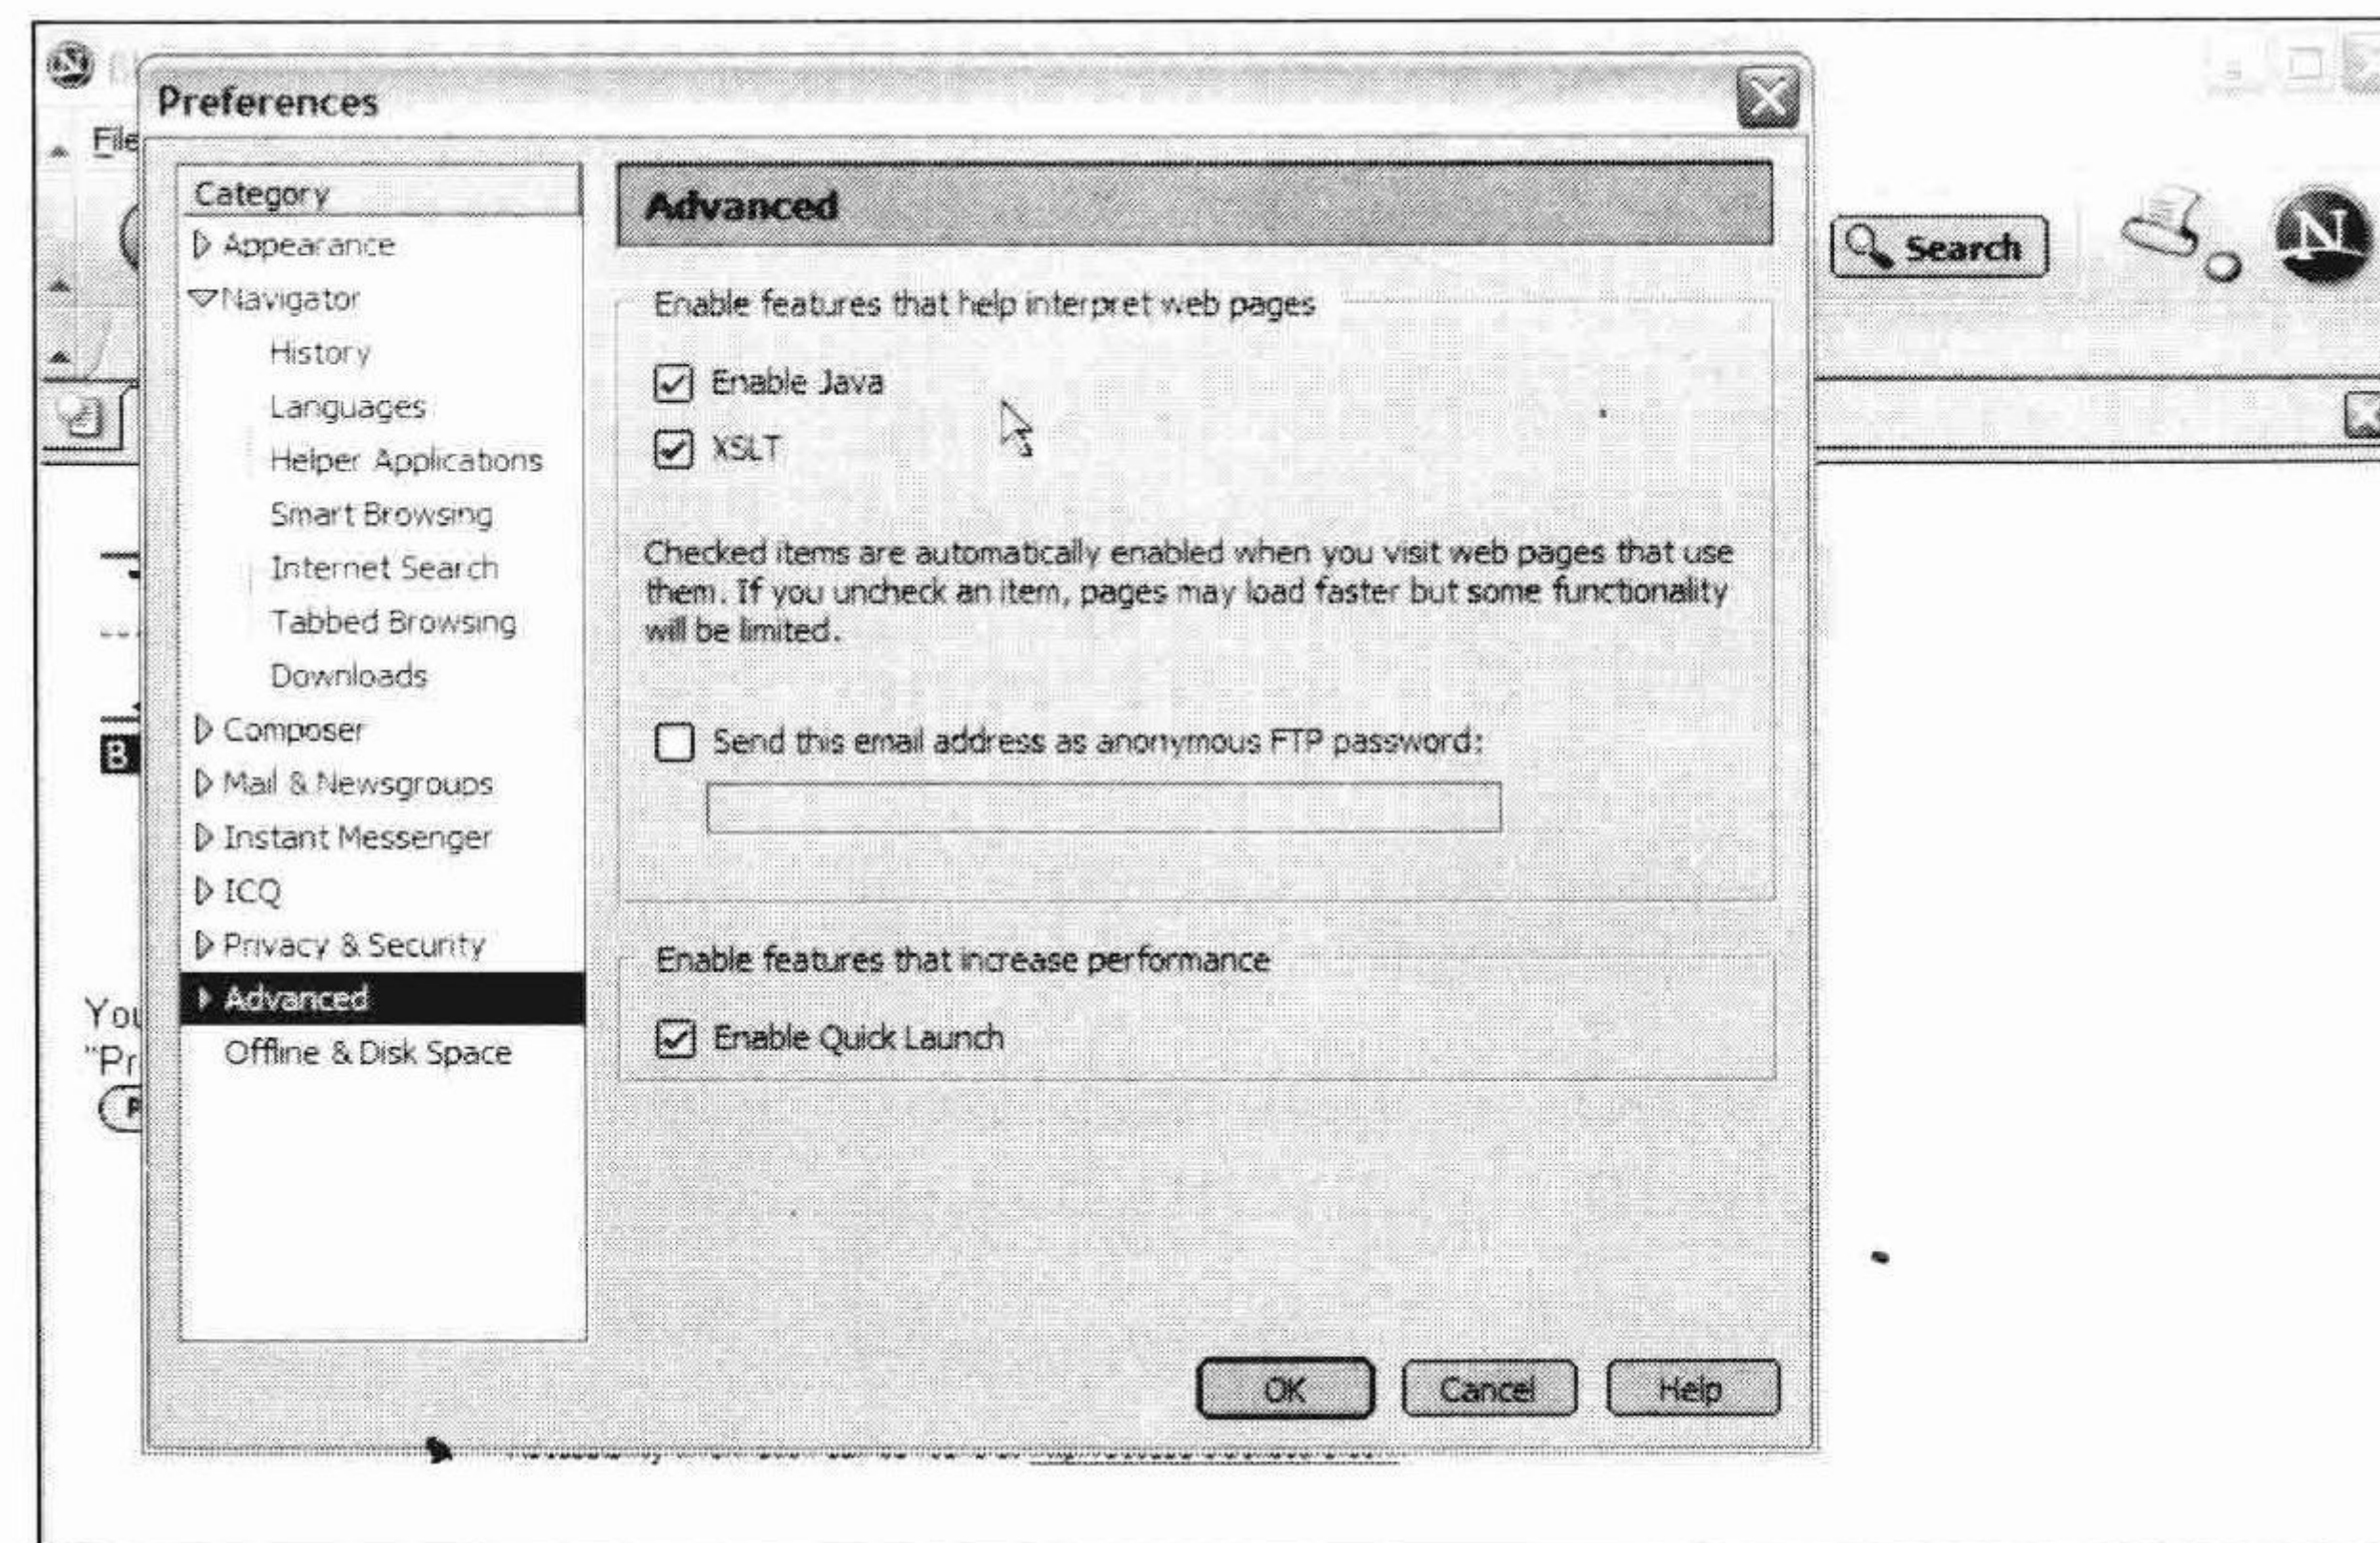 Preferences
File
Category
Appearance
Navigator
History
Languages
Helper Applications
Smart Browsing
Internet Search
Tabbed Browsing
Downloads
Composer
Mail & Newsgroups
Instant Messenger
ICQ
Privacy & Security
Advanced
Offline & Disk Space
Advanced
Enable features that help interpret web pages
Enable Java
XSLT
Checked items are automatically enabled when you visit web pages that use
them. If you uncheck an item, pages may load faster but some functionality
will be limited.
Send this email address as anonymous FTP password:
Enable features that increase performance
Enable Quick Launch
OK Cancel Help
Search
N
B
You
"Pr
P